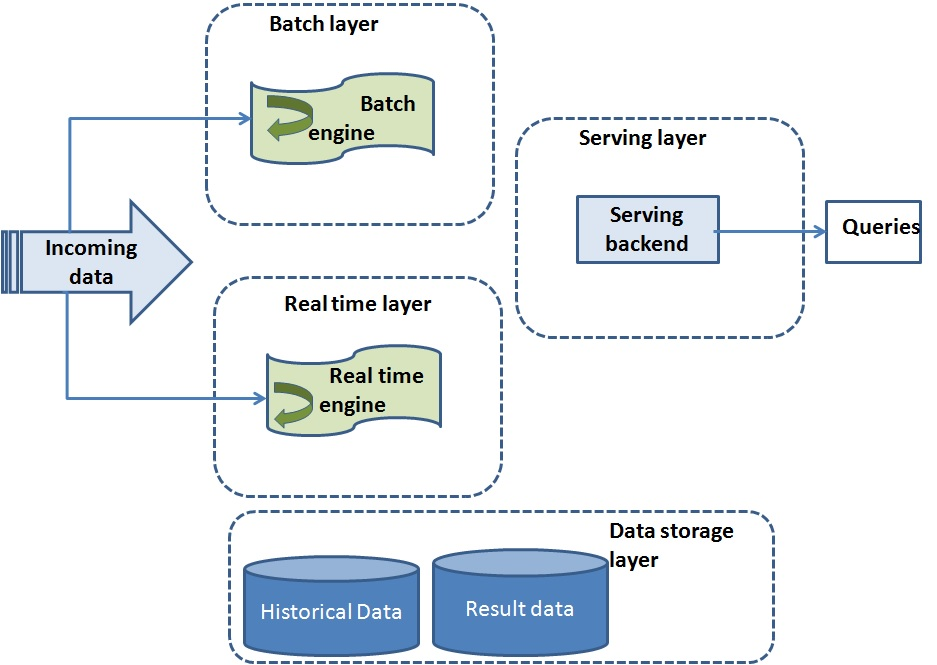 Batch layer
Batch
engine
Serving layer
Serving
backend
Queries
Incoming
data
Real time layer
Real time
engine
Data storage
layer
Historical Data
Result data